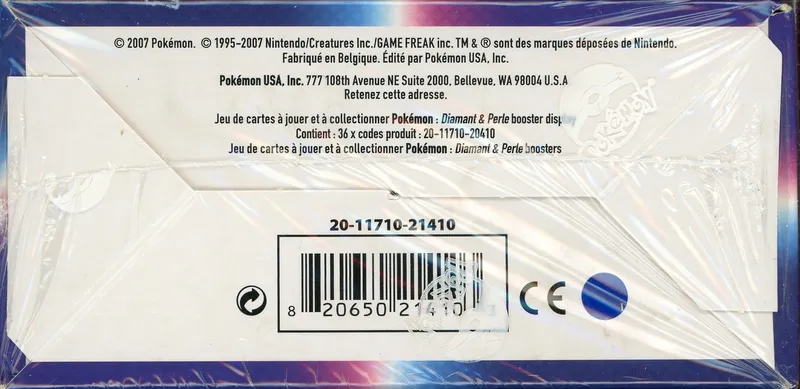 © 2007 Pokémon. © 1995-2007 Nintendo/Creatures Inc./GAME FREAK inc. TM & ® sont des marques déposées de Nintendo.
Fabriqué en Belgique. Édité par Pokémon USA, Inc.
Pokémon USA, Inc. 777 108th Avenue NE Suite 2000, Bellevue, WA 98004 U.S.A
Retenez cette adresse.
Jeu de cartes à jouer et à collectionner Pokémon : Diamant & Perle booster display
Contient : 36 x codes produit : 20-11710-20410
Jeu de cartes à jouer et à collectionner Pokémon : Diamant & Perle boosters
POKÉMON
20-11710-21410
8 20650 21410 3
CE